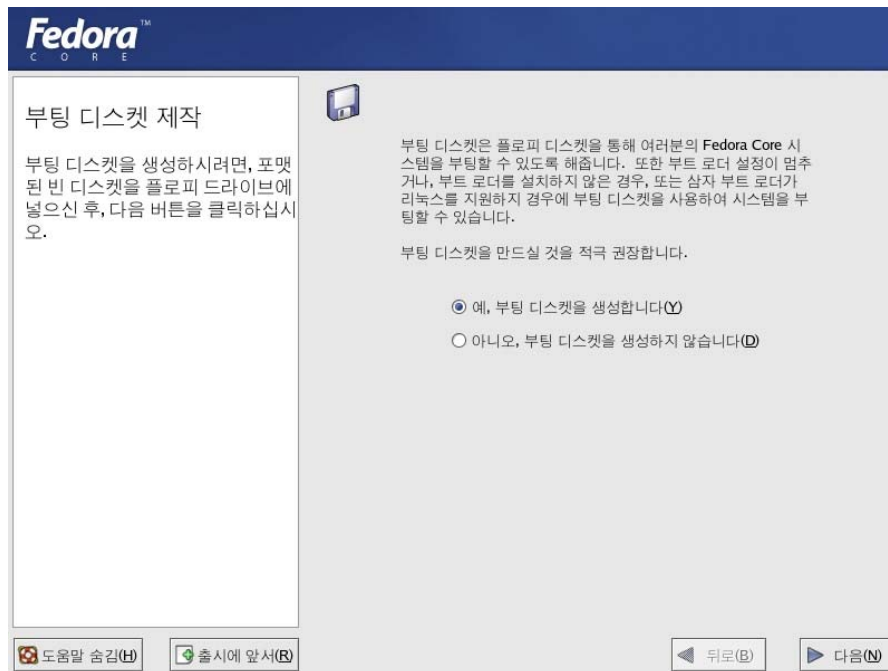 Fedora™
CORE
부팅 디스켓 제작
부팅 디스켓을 생성하시려면, 포맷
된 빈 디스켓을 플로피 드라이브에
넣으신 후, 다음 버튼을 클릭하십시
오.
부팅 디스켓은 플로피 디스켓을 통해 여러분의 Fedora Core 시
스템을 부팅할 수 있도록 해줍니다. 또한 부트 로더 설정이 멈추
거나, 부트 로더를 설치하지 않은 경우, 또는 삼자 부트 로더가
리눅스를 지원하지 경우에 부팅 디스켓을 사용하여 시스템을 부
팅할 수 있습니다.
부팅 디스켓을 만드실 것을 적극 권장합니다.
예, 부팅 디스켓을 생성합니다(Y)
아니오, 부팅 디스켓을 생성하지 않습니다(D)
도움말 숨김(H)
출시에 앞서(R)
뒤로(B)
다음(N)